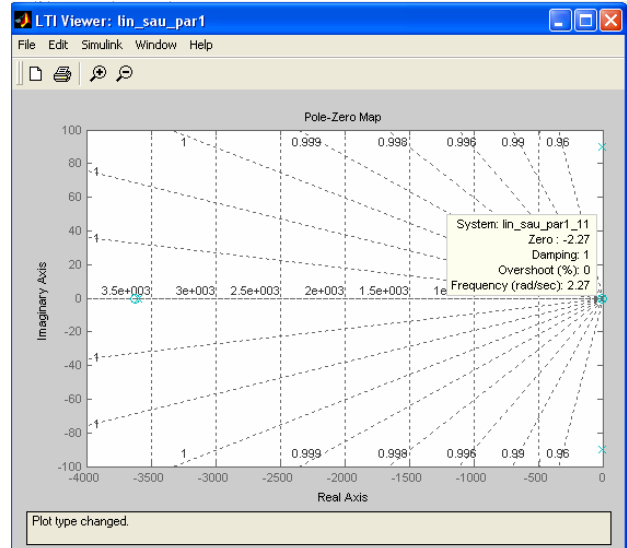 LTI Viewer: lin_sau_par1
File Edit Simulink Window Help
Pole-Zero Map
100
80
60
40
20
0
-20
-40
-60
-80
-100
Imaginary Axis
1 0.999 0.998 0.996 0.99 0.96
1
1
3.5e+003 3e+003 2.5e+003 2e+003 1.5e+003
System: lin_sau_par1_11
Zero : -2.27
Damping: 1
Overshoot (%): 0
Frequency (rad/sec): 2.27
1
1
1 0.999 0.998 0.996 0.99 0.96
-4000 -3500 -3000 -2500 -2000 -1500 -1000 -500 0
Real Axis
Plot type changed.